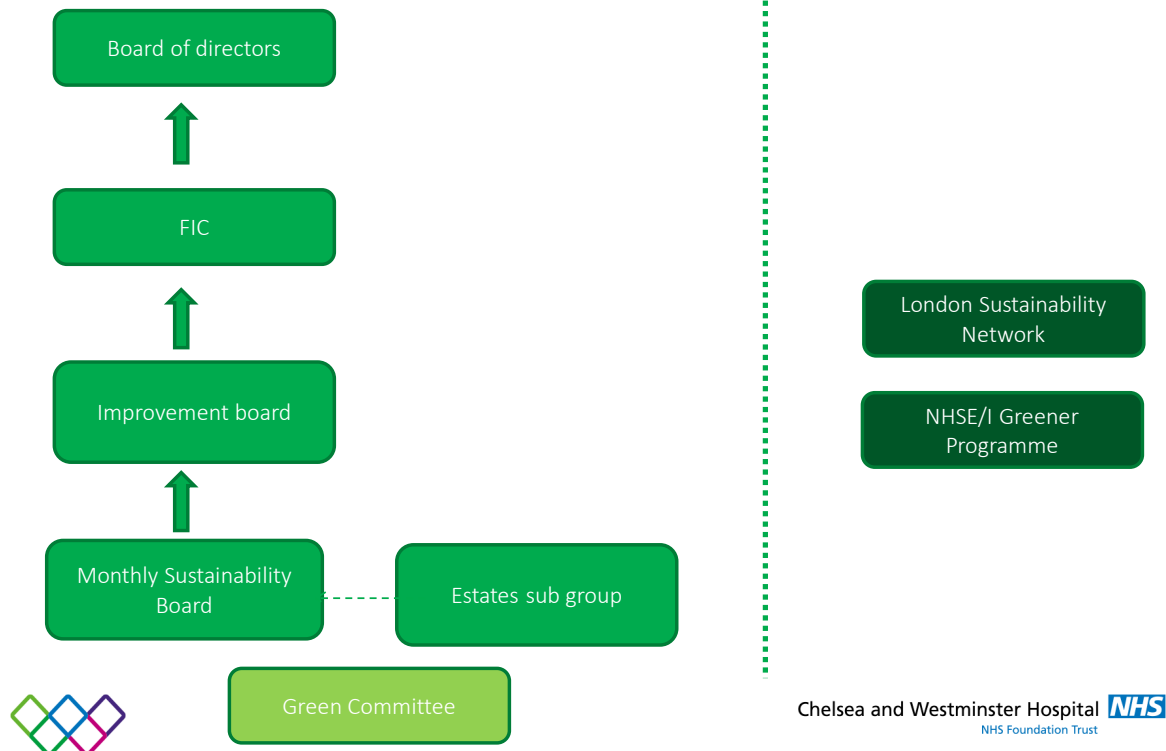 Board of directors
FIC
Improvement board
Monthly Sustainability
Board
Estates sub group
Green Committee
London Sustainability
Network
NHSE/I Greener
Programme
Chelsea and Westminster Hospital NHS
NHS Foundation Trust